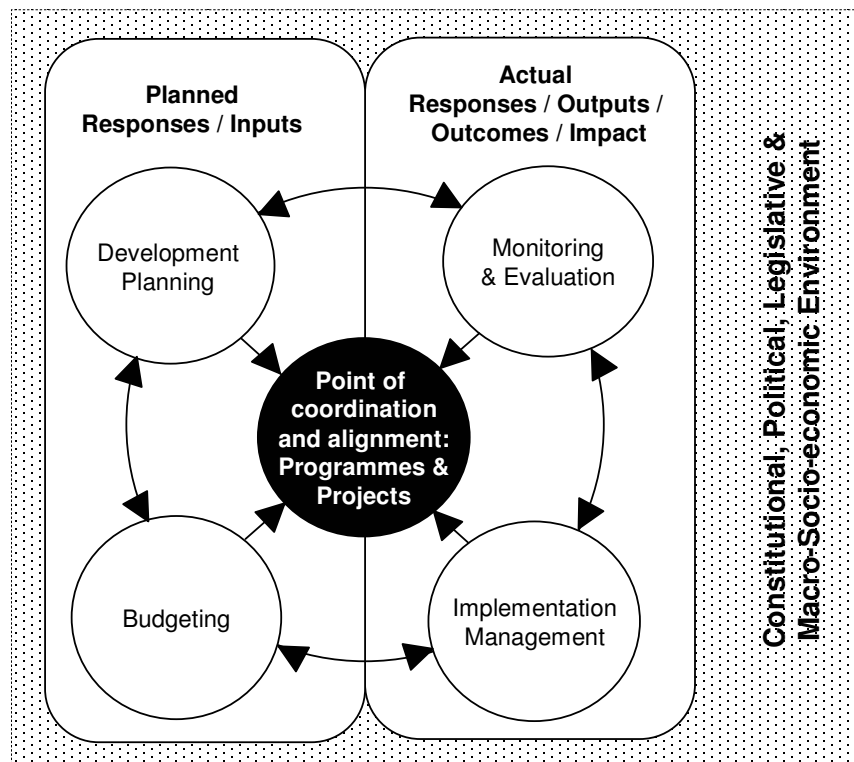 Planned
Responses / Inputs
Actual
Responses / Outputs /
Outcomes / Impact
Development
Planning
Monitoring
& Evaluation
Point of
coordination
and alignment:
Programmes &
Projects
Budgeting
Implementation
Management
Constitutional, Political, Legislative &
Macro-Socio-economic Environment